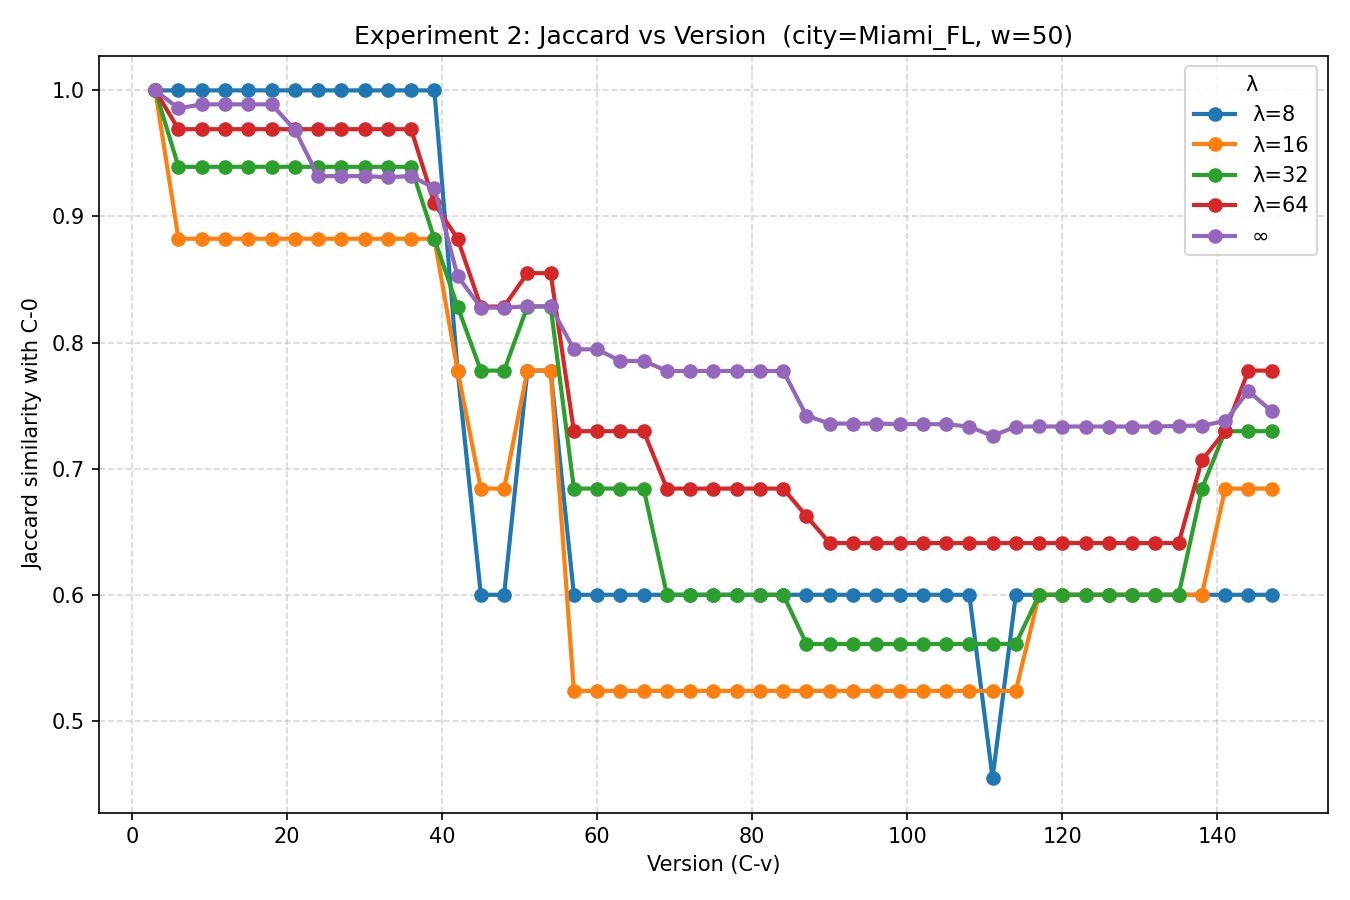 Experiment 2: Jaccard vs Version  (city=Miami_FL, w=50)
λ
λ=8
λ=16
λ=32
λ=64
∞
Jaccard similarity with C-0
1.0
0.9
0.8
0.7
0.6
0.5
0 20 40 60 80 100 120 140
Version (C-v)